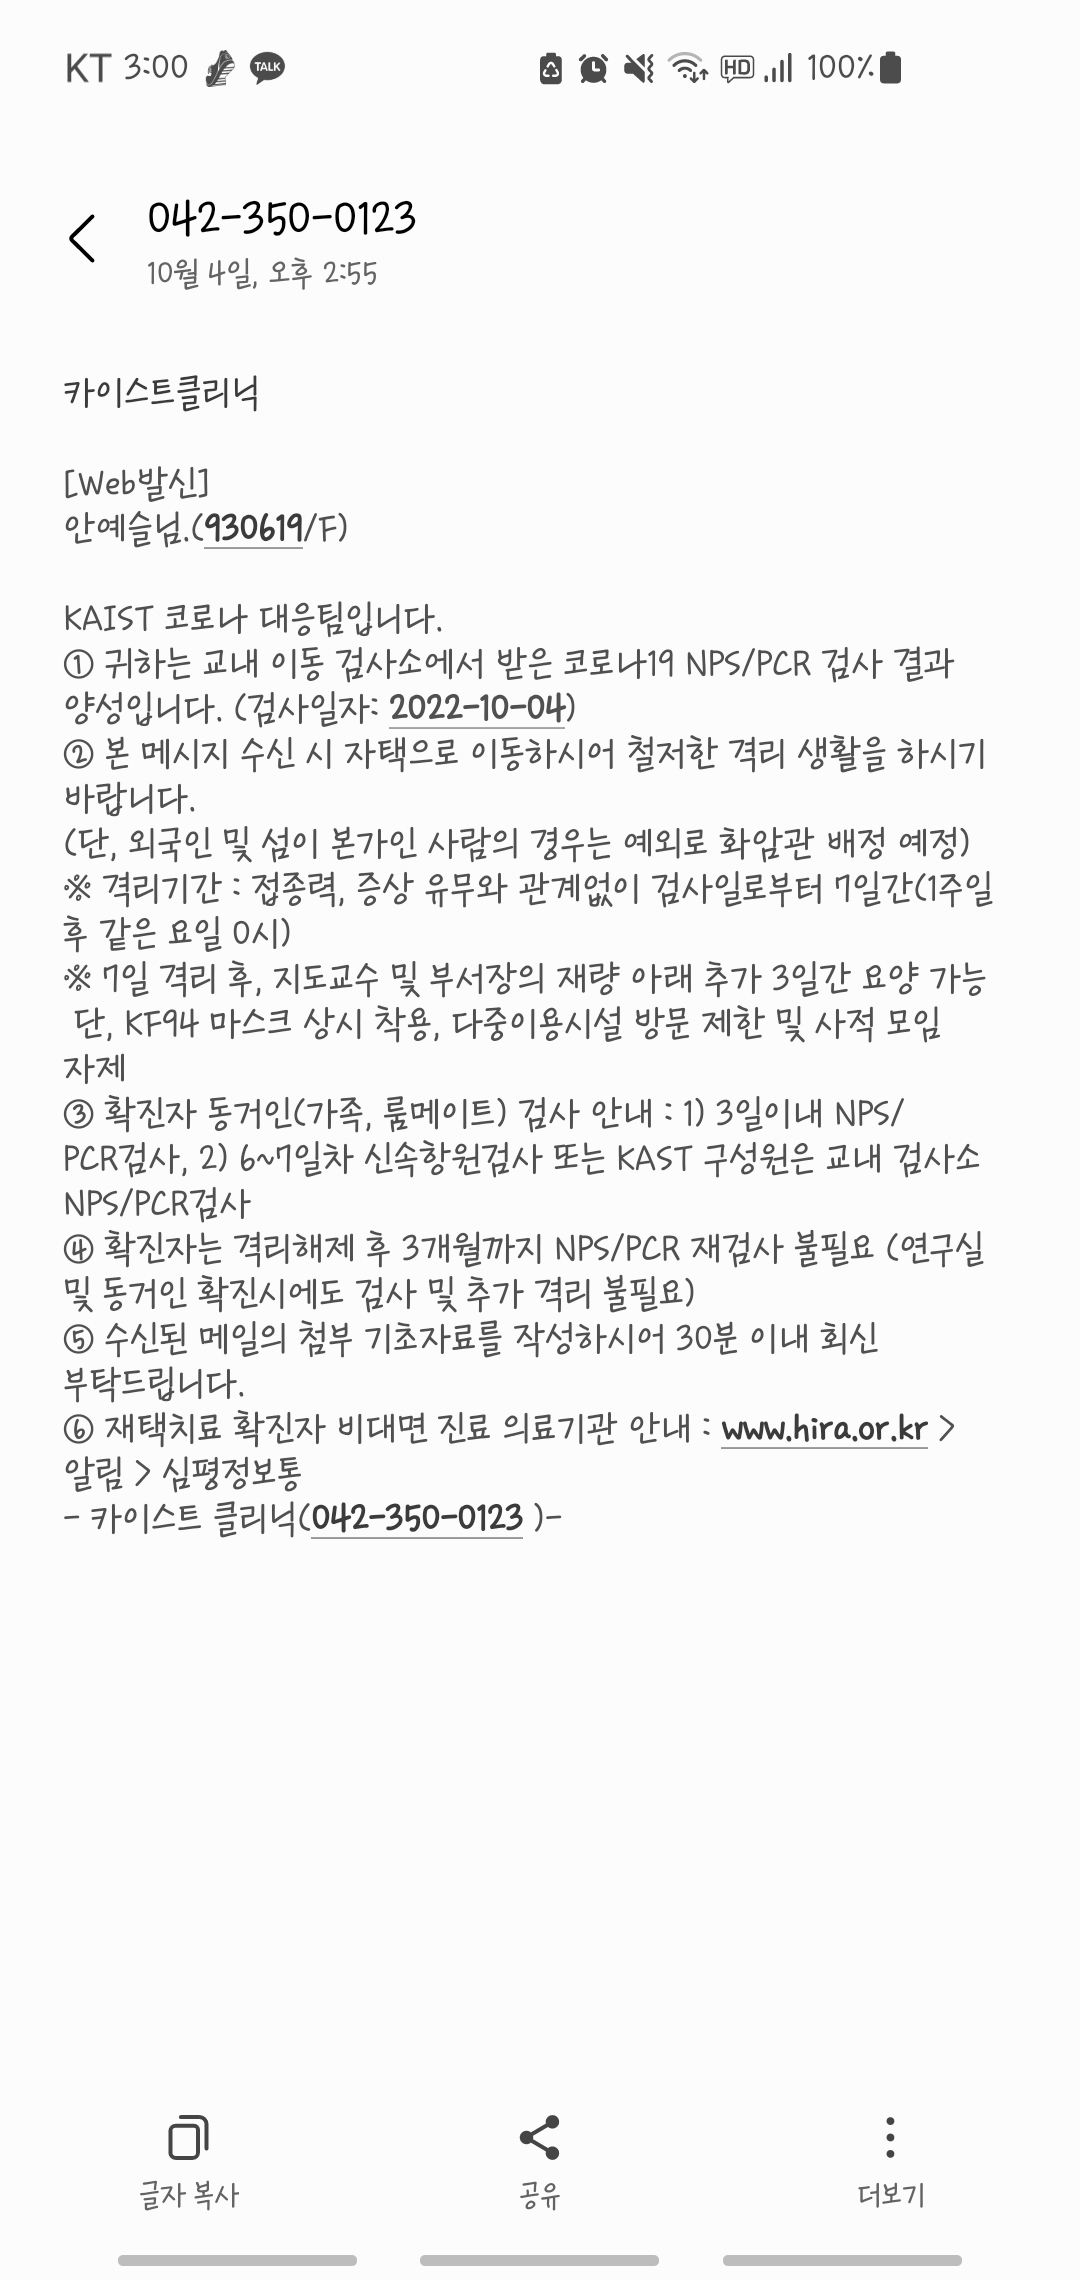 KT 3:00 TALK HD 100%
042-350-0123
10월 4일, 오후 2:55
카이스트클리닉
[Web발신]
안예슬님.(930619/F)
KAIST 코로나 대응팀입니다.
① 귀하는 교내 이동 검사소에서 받은 코로나19 NPS/PCR 검사 결과
양성입니다. (검사일자: 2022-10-04)
② 본 메시지 수신 시 자택으로 이동하시어 철저한 격리 생활을 하시기
바랍니다.
(단, 외국인 및 섬이 본가인 사람의 경우는 예외로 화암관 배정 예정)
※ 격리기간 : 접종력, 증상 유무와 관계없이 검사일로부터 7일간(1주일
후 같은 요일 0시)
※ 7일 격리 후, 지도교수 및 부서장의 재량 아래 추가 3일간 요양 가능
단, KF94 마스크 상시 착용, 다중이용시설 방문 제한 및 사적 모임
자제
③ 확진자 동거인(가족, 룸메이트) 검사 안내 : 1) 3일이내 NPS/
PCR검사, 2) 6~7일차 신속항원검사 또는 KAST 구성원은 교내 검사소
NPS/PCR검사
④ 확진자는 격리해제 후 3개월까지 NPS/PCR 재검사 불필요 (연구실
및 동거인 확진시에도 검사 및 추가 격리 불필요)
⑤ 수신된 메일의 첨부 기초자료를 작성하시어 30분 이내 회신
부탁드립니다.
⑥ 재택치료 확진자 비대면 진료 의료기관 안내 : www.hira.or.kr >
알림 > 심평정보통
- 카이스트 클리닉(042-350-0123 )-
글자 복사 공유 더보기